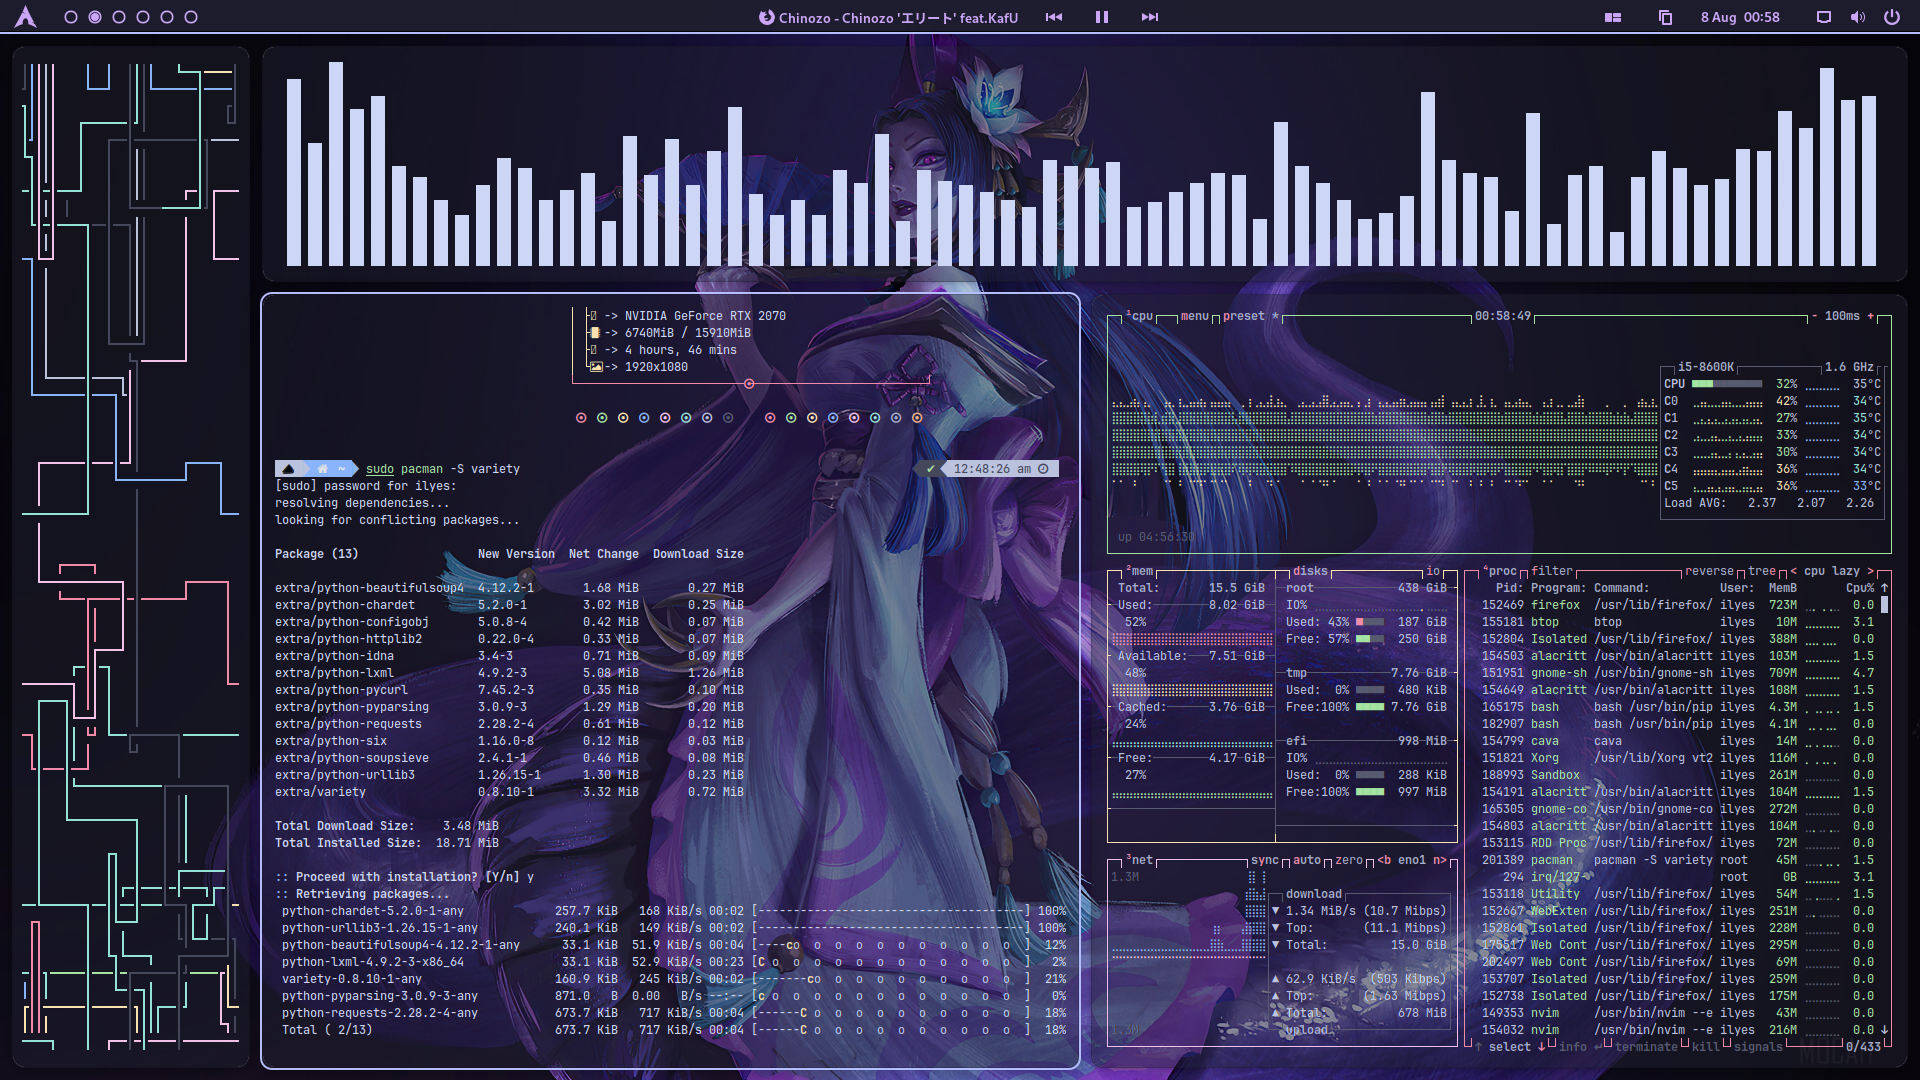 Chinozo - Chinozo 'エリート' feat.KafU
8 Aug 00:58
-> NVIDIA GeForce RTX 2070
-> 6740MiB / 15910MiB
-> 4 hours, 46 mins
-> 1920x1080
~ sudo pacman -S variety ✔ 12:48:26 am
[sudo] password for ilyes:
resolving dependencies...
looking for conflicting packages...
Package (13) New Version Net Change Download Size
extra/python-beautifulsoup4 4.12.2-1 1.68 MiB 0.27 MiB
extra/python-chardet 5.2.0-1 3.02 MiB 0.25 MiB
extra/python-configobj 5.0.8-4 0.42 MiB 0.07 MiB
extra/python-httplib2 0.22.0-4 0.33 MiB 0.07 MiB
extra/python-idna 3.4-3 0.71 MiB 0.09 MiB
extra/python-lxml 4.9.2-3 5.08 MiB 1.26 MiB
extra/python-pycurl 7.45.2-3 0.35 MiB 0.10 MiB
extra/python-pyparsing 3.0.9-3 1.29 MiB 0.20 MiB
extra/python-requests 2.28.2-4 0.61 MiB 0.12 MiB
extra/python-six 1.16.0-8 0.12 MiB 0.03 MiB
extra/python-soupsieve 2.4.1-1 0.46 MiB 0.08 MiB
extra/python-urllib3 1.26.15-1 1.30 MiB 0.23 MiB
extra/variety 0.8.10-1 3.32 MiB 0.72 MiB
Total Download Size: 3.48 MiB
Total Installed Size: 18.71 MiB
:: Proceed with installation? [Y/n] y
:: Retrieving packages...
python-chardet-5.2.0-1-any 257.7 KiB 168 KiB/s 00:02 [--------------------------------------] 100%
python-urllib3-1.26.15-1-any 240.1 KiB 149 KiB/s 00:02 [--------------------------------------] 100%
python-beautifulsoup4-4.12.2-1-any 33.1 KiB 51.9 KiB/s 00:04 [----co o o o o o o o o o o ] 12%
python-lxml-4.9.2-3-x86_64 33.1 KiB 52.9 KiB/s 00:23 [C o o o o o o o o o o o o ] 2%
variety-0.8.10-1-any 160.9 KiB 245 KiB/s 00:02 [-------co o o o o o o o o o ] 21%
python-pyparsing-3.0.9-3-any 871.0 B 0.00 B/s --:-- [c o o o o o o o o o o o o ] 0%
python-requests-2.28.2-4-any 673.7 KiB 717 KiB/s 00:04 [------C o o o o o o o o o o ] 18%
Total ( 2/13) 673.7 KiB 717 KiB/s 00:04 [------C o o o o o o o o o o ] 18%
¹cpu menu preset * 00:58:49 - 100ms +
i5-8600K 1.6 GHz
CPU 32% 35°C
C0 42% 34°C
C1 27% 35°C
C2 33% 34°C
C3 30% 34°C
C4 36% 34°C
C5 36% 33°C
Load AVG: 2.37 2.07 2.26
up 04:56:30
²mem disks io
Total: 15.5 GiB
Used: 8.02 GiB
52%
Available: 7.51 GiB
48%
Cached: 3.76 GiB
24%
Free: 4.17 GiB
27%
root 438 GiB
IO%
Used: 43% 187 GiB
Free: 57% 250 GiB
tmp 7.76 GiB
Used: 0% 480 KiB
Free:100% 7.76 GiB
efi 998 MiB
IO%
Used: 0% 288 KiB
Free:100% 997 MiB
³net sync auto zero <b eno1 n>
1.3M
download
▼ 1.34 MiB/s (10.7 Mibps)
▼ Top: (11.1 Mibps)
▼ Total: 15.0 GiB
▲ 62.9 KiB/s (503 Kibps)
▲ Top: (1.63 Mibps)
▲ Total: 678 MiB
upload
1.3M
⁴proc filter reverse tree < cpu lazy >
Pid: Program: Command: User: MemB Cpu% ↑
152469 firefox /usr/lib/firefox/ ilyes 723M 0.0
155181 btop btop ilyes 10M 3.1
152804 Isolated /usr/lib/firefox/ ilyes 388M 0.0
154503 alacritt /usr/bin/alacritt ilyes 103M 1.5
151951 gnome-sh /usr/bin/gnome-sh ilyes 709M 4.7
154649 alacritt /usr/bin/alacritt ilyes 108M 1.5
165175 bash bash /usr/bin/pip ilyes 4.3M 1.5
182907 bash bash /usr/bin/pip ilyes 4.1M 0.0
154799 cava cava ilyes 14M 0.0
151821 Xorg /usr/lib/Xorg vt2 ilyes 116M 0.0
188993 Sandbox ilyes 261M 0.0
154191 alacritt /usr/bin/alacritt ilyes 104M 1.5
165305 gnome-co /usr/bin/gnome-co ilyes 272M 0.0
154803 alacritt /usr/bin/alacritt ilyes 104M 0.0
153115 RDD Proc /usr/lib/firefox/ ilyes 72M 0.0
201389 pacman pacman -S variety root 45M 1.5
294 irq/127- root 0B 3.1
153118 Utility /usr/lib/firefox/ ilyes 54M 1.5
152667 WebExten /usr/lib/firefox/ ilyes 251M 0.0
152861 Isolated /usr/lib/firefox/ ilyes 228M 0.0
175517 Web Cont /usr/lib/firefox/ ilyes 295M 0.0
202497 Web Cont /usr/lib/firefox/ ilyes 69M 0.0
153707 Isolated /usr/lib/firefox/ ilyes 259M 0.0
152738 Isolated /usr/lib/firefox/ ilyes 175M 0.0
149353 nvim /usr/bin/nvim --e ilyes 43M 0.0
154032 nvim /usr/bin/nvim --e ilyes 216M 0.0 ↓
↑ select ↓ info ↵ terminate kill signals 0/433